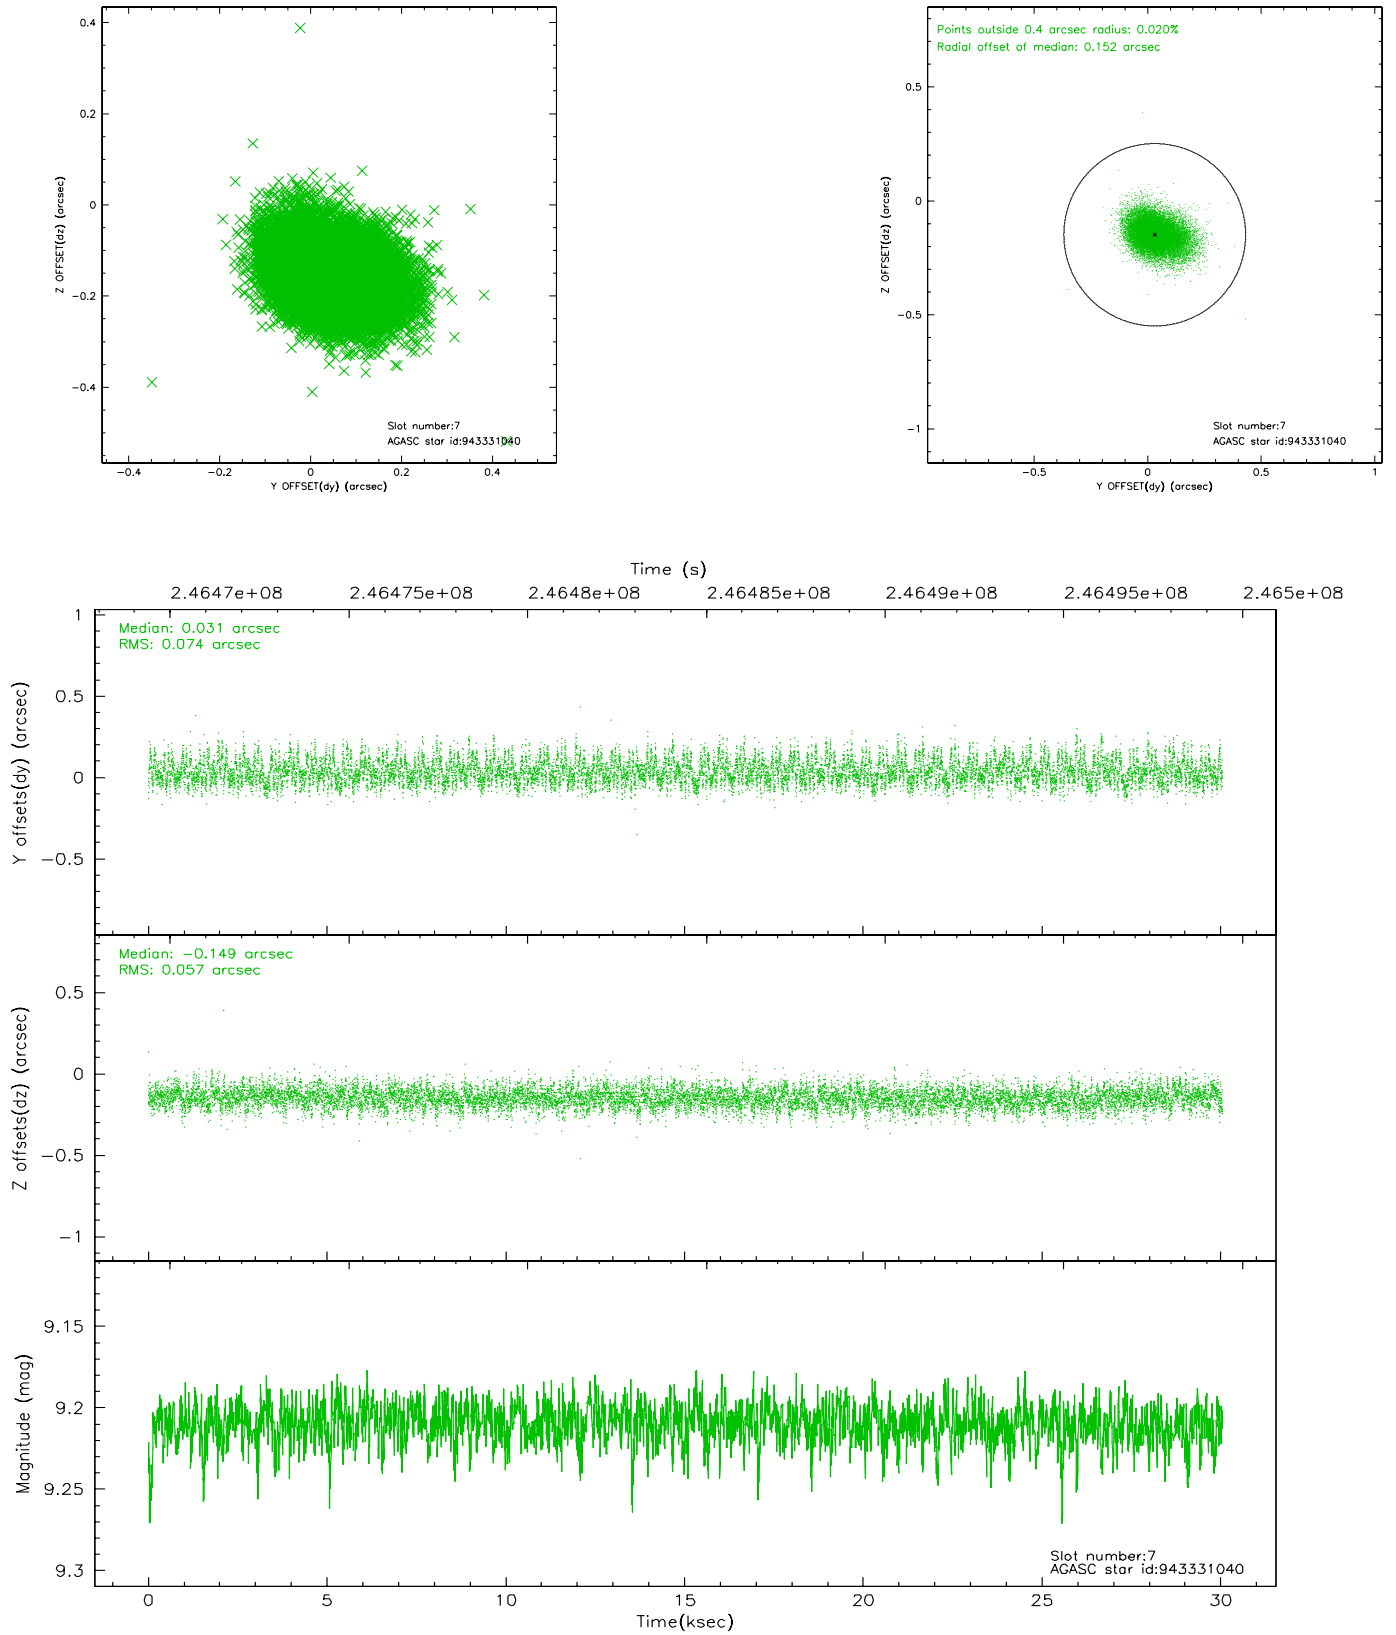 0.4
0.2
0
−0.2
−0.4
Z OFFSET(dz) (arcsec)
−0.4 −0.2 0 0.2 0.4
Y OFFSET(dy) (arcsec)
Slot number:7
AGASC star id:943331040
Points outside 0.4 arcsec radius: 0.020%
Radial offset of median: 0.152 arcsec
0.5
0
−0.5
−1
Z OFFSET(dz) (arcsec)
−0.5 0 0.5 1
Y OFFSET(dy) (arcsec)
Slot number:7
AGASC star id:943331040
Time (s)
2.4647e+08 2.46475e+08 2.4648e+08 2.46485e+08 2.4649e+08 2.46495e+08 2.465e+08
Median: 0.031 arcsec
RMS: 0.074 arcsec
1
0.5
0
−0.5
Y offsets(dy) (arcsec)
Median: −0.149 arcsec
RMS: 0.057 arcsec
0.5
0
−0.5
−1
Z offsets(dz) (arcsec)
9.15
9.2
9.25
9.3
Magnitude (mag)
Slot number:7
AGASC star id:943331040
0 5 10 15 20 25 30
Time(ksec)